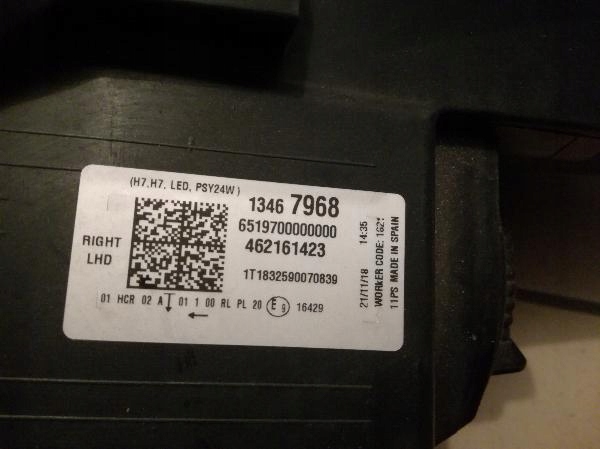 (H7,H7, LED, PSY24W)
1346 7968
6519700000000
462161423
RIGHT
LHD
1T1832590070839
01 HCR 02 A 01 1 00 RL PL 20 E 9 16429
21/11/18 14:35
WORKER CODE: 1621
11PS MADE IN SPAIN